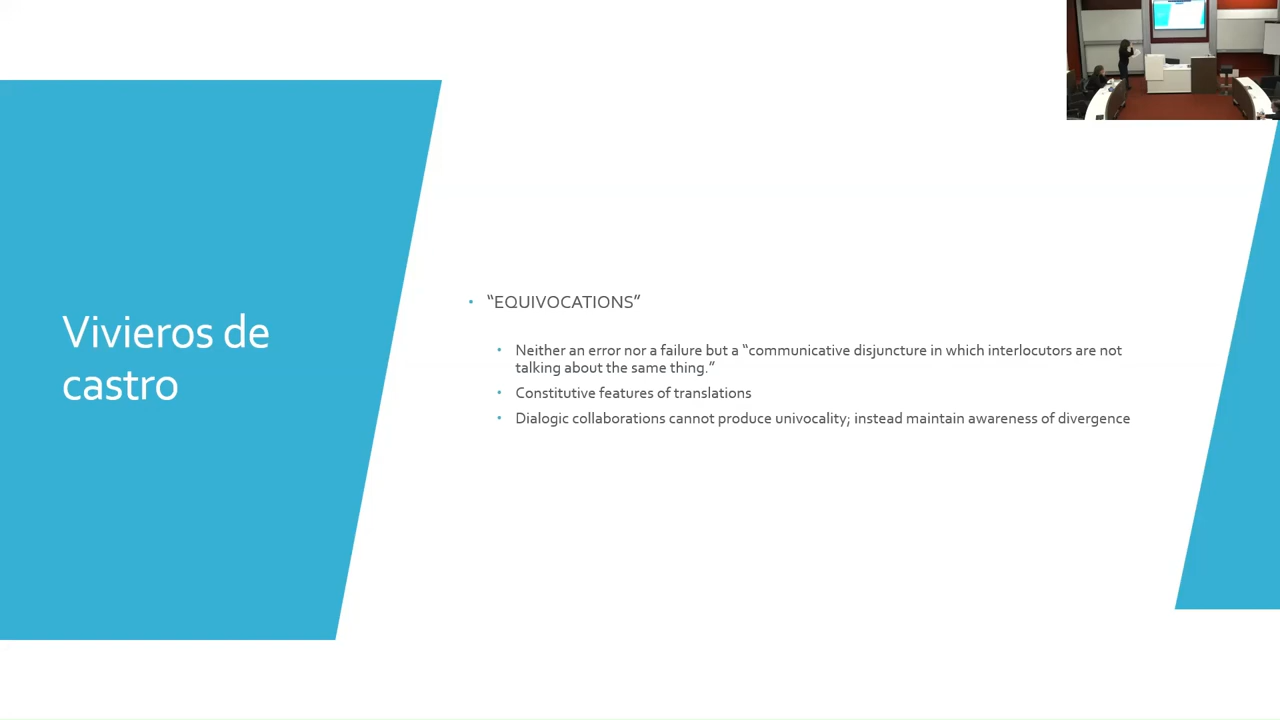 Vivieros de
castro
• “EQUIVOCATIONS”
• Neither an error nor a failure but a “communicative disjuncture in which interlocutors are not
talking about the same thing.”
• Constitutive features of translations
• Dialogic collaborations cannot produce univocality; instead maintain awareness of divergence